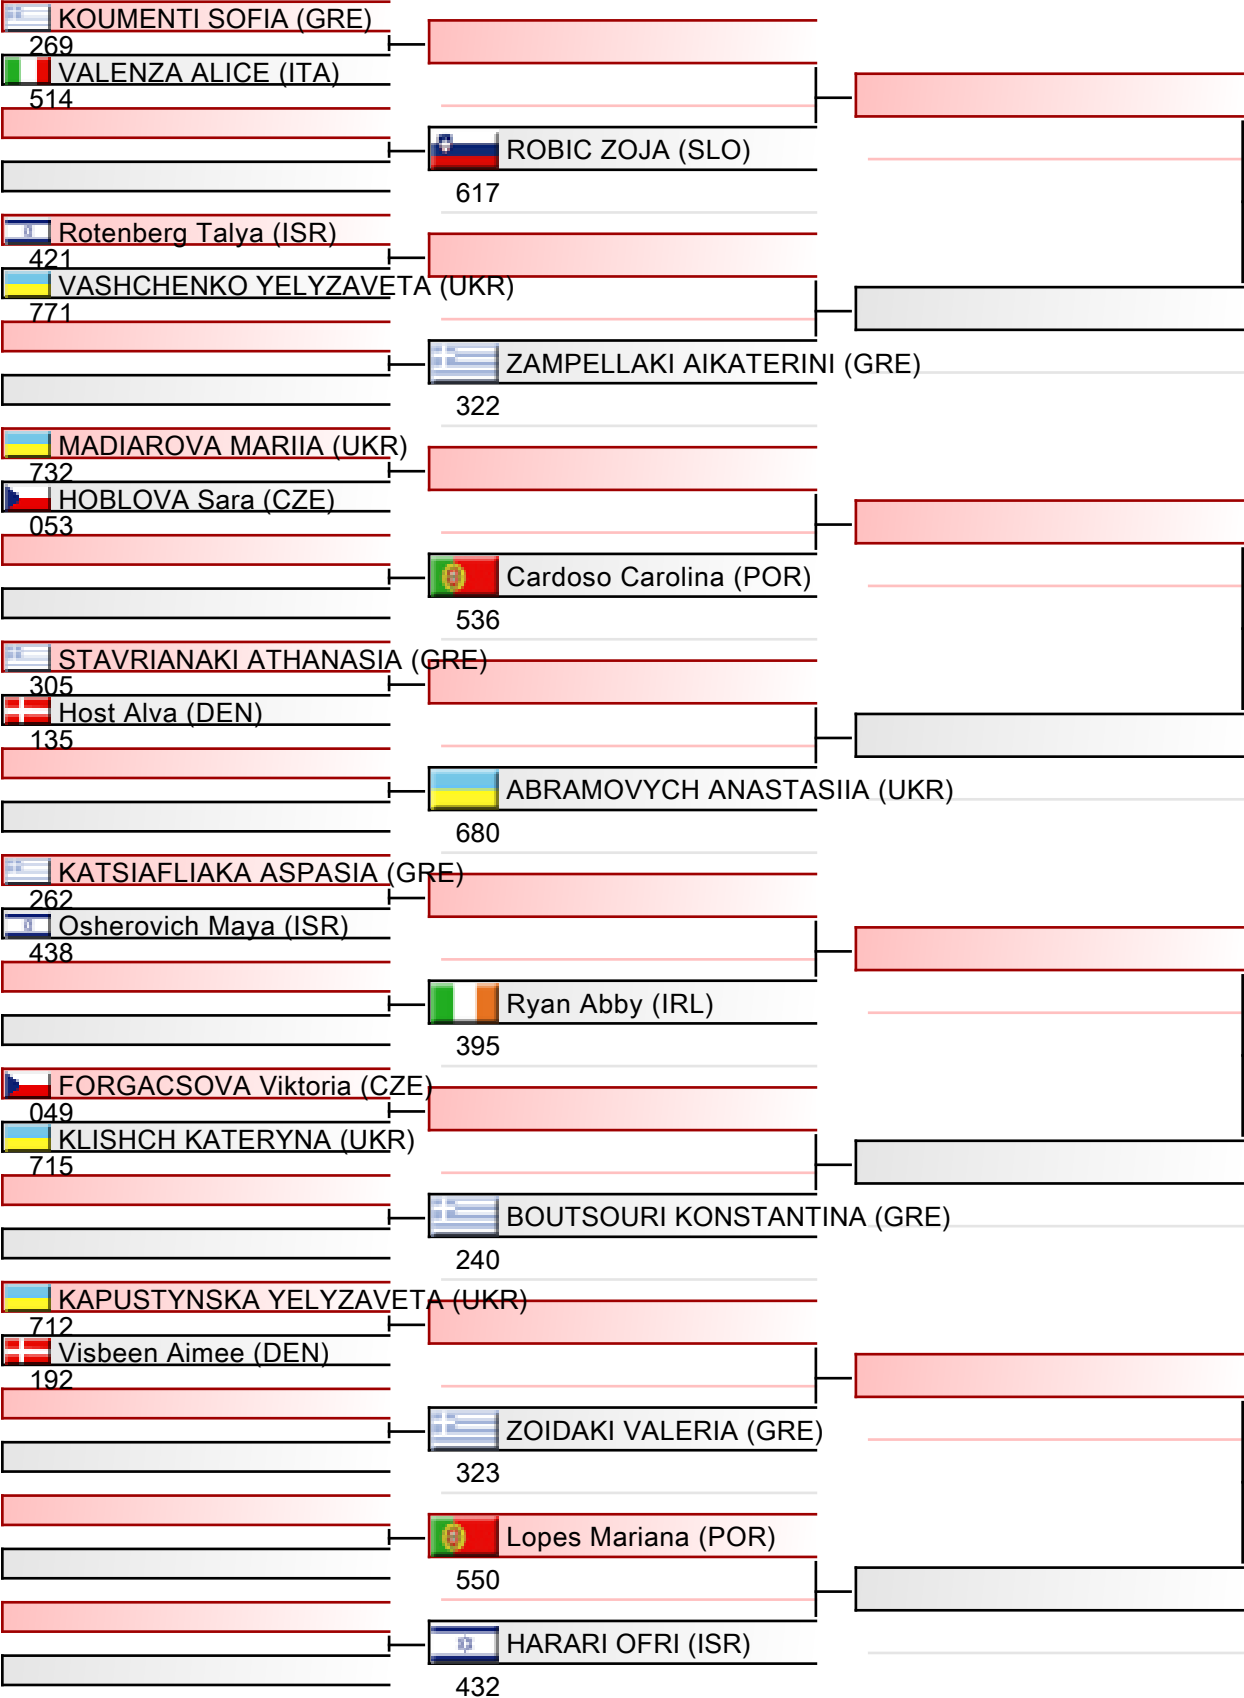 KOUMENTI SOFIA (GRE)
269
VALENZA ALICE (ITA)
514
ROBIC ZOJA (SLO)
617
Rotenberg Talya (ISR)
421
VASHCHENKO YELYZAVETA (UKR)
771
ZAMPELLAKI AIKATERINI (GRE)
322
MADIAROVA MARIIA (UKR)
732
HOBLOVA Sara (CZE)
053
Cardoso Carolina (POR)
536
STAVRIANAKI ATHANASIA (GRE)
305
Host Alva (DEN)
135
ABRAMOVYCH ANASTASIIA (UKR)
680
KATSIAFLIAKA ASPASIA (GRE)
262
Osherovich Maya (ISR)
438
Ryan Abby (IRL)
395
FORGACSOVA Viktoria (CZE)
049
KLISHCH KATERYNA (UKR)
715
BOUTSOURI KONSTANTINA (GRE)
240
KAPUSTYNSKA YELYZAVETA (UKR)
712
Visbeen Aimee (DEN)
192
ZOIDAKI VALERIA (GRE)
323
Lopes Mariana (POR)
550
HARARI OFRI (ISR)
432